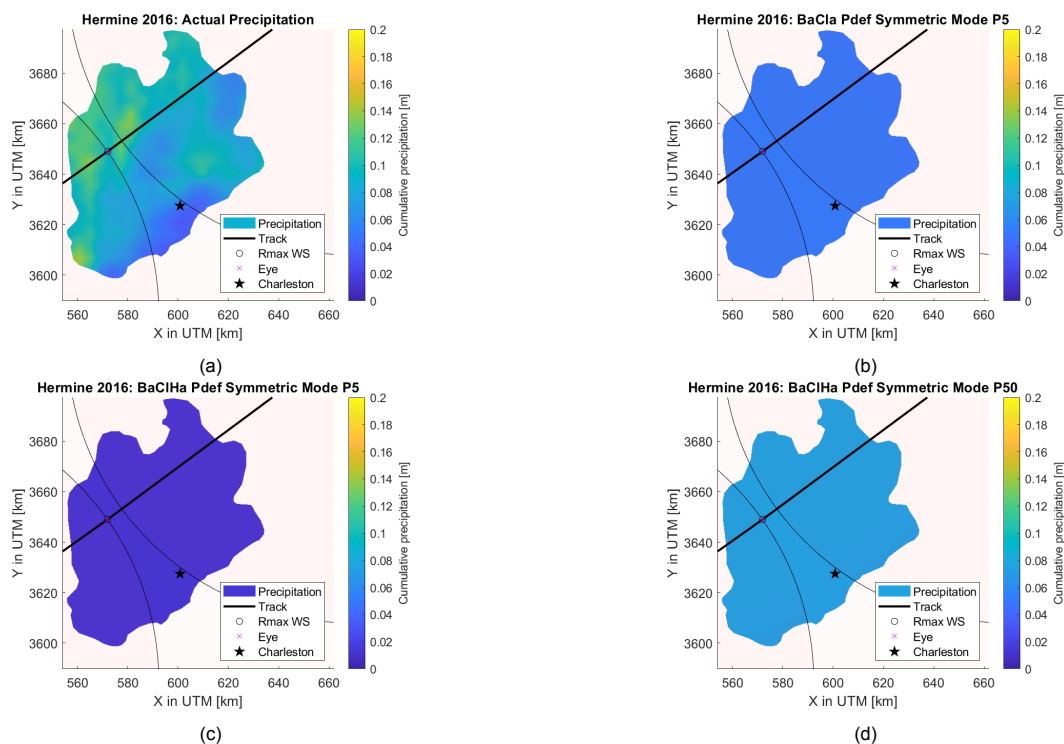 Hermine 2016: Actual Precipitation
3680
3660
3640
3620
3600
Y in UTM [km]
560 580 600 620 640 660
X in UTM [km]
Precipitation
Track
Rmax WS
Eye
Charleston
0.2
0.18
0.16
0.14
0.12
0.1
0.08
0.06
0.04
0.02
0
Cumulative precipitation [m]
(a)
Hermine 2016: BaCla Pdef Symmetric Mode P5
3680
3660
3640
3620
3600
Y in UTM [km]
560 580 600 620 640 660
X in UTM [km]
Precipitation
Track
Rmax WS
Eye
Charleston
0.2
0.18
0.16
0.14
0.12
0.1
0.08
0.06
0.04
0.02
0
Cumulative precipitation [m]
(b)
Hermine 2016: BaClHa Pdef Symmetric Mode P5
3680
3660
3640
3620
3600
Y in UTM [km]
560 580 600 620 640 660
X in UTM [km]
Precipitation
Track
Rmax WS
Eye
Charleston
0.2
0.18
0.16
0.14
0.12
0.1
0.08
0.06
0.04
0.02
0
Cumulative precipitation [m]
(c)
Hermine 2016: BaClHa Pdef Symmetric Mode P50
3680
3660
3640
3620
3600
Y in UTM [km]
560 580 600 620 640 660
X in UTM [km]
Precipitation
Track
Rmax WS
Eye
Charleston
0.2
0.18
0.16
0.14
0.12
0.1
0.08
0.06
0.04
0.02
0
Cumulative precipitation [m]
(d)